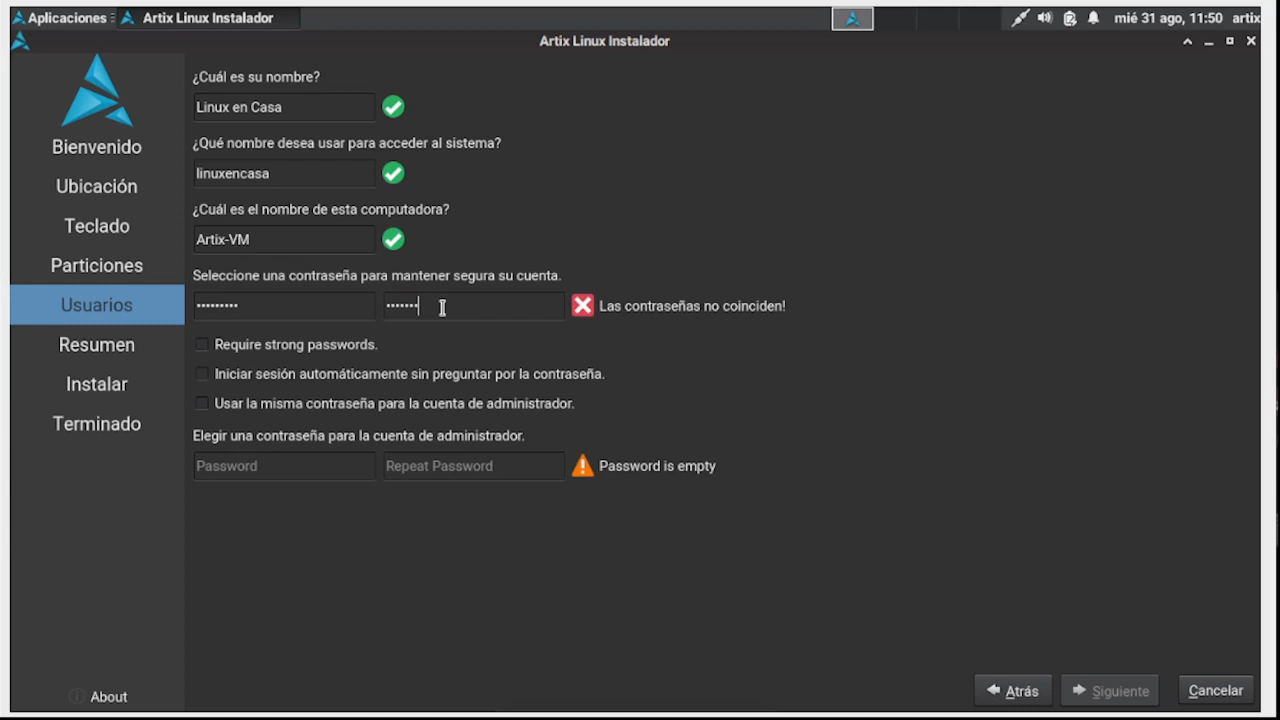 Aplicaciones
Artix Linux Instalador
mié 31 ago, 11:50
artix
Artix Linux Instalador
Bienvenido
Ubicación
Teclado
Particiones
Usuarios
Resumen
Instalar
Terminado
About
¿Cuál es su nombre?
Linux en Casa
¿Qué nombre desea usar para acceder al sistema?
linuxencasa
¿Cuál es el nombre de esta computadora?
Artix-VM
Seleccione una contraseña para mantener segura su cuenta.
••••••••• ••••••• Las contraseñas no coinciden!
Require strong passwords.
Iniciar sesión automáticamente sin preguntar por la contraseña.
Usar la misma contraseña para la cuenta de administrador.
Elegir una contraseña para la cuenta de administrador.
Password Repeat Password Password is empty
Atrás Siguiente Cancelar